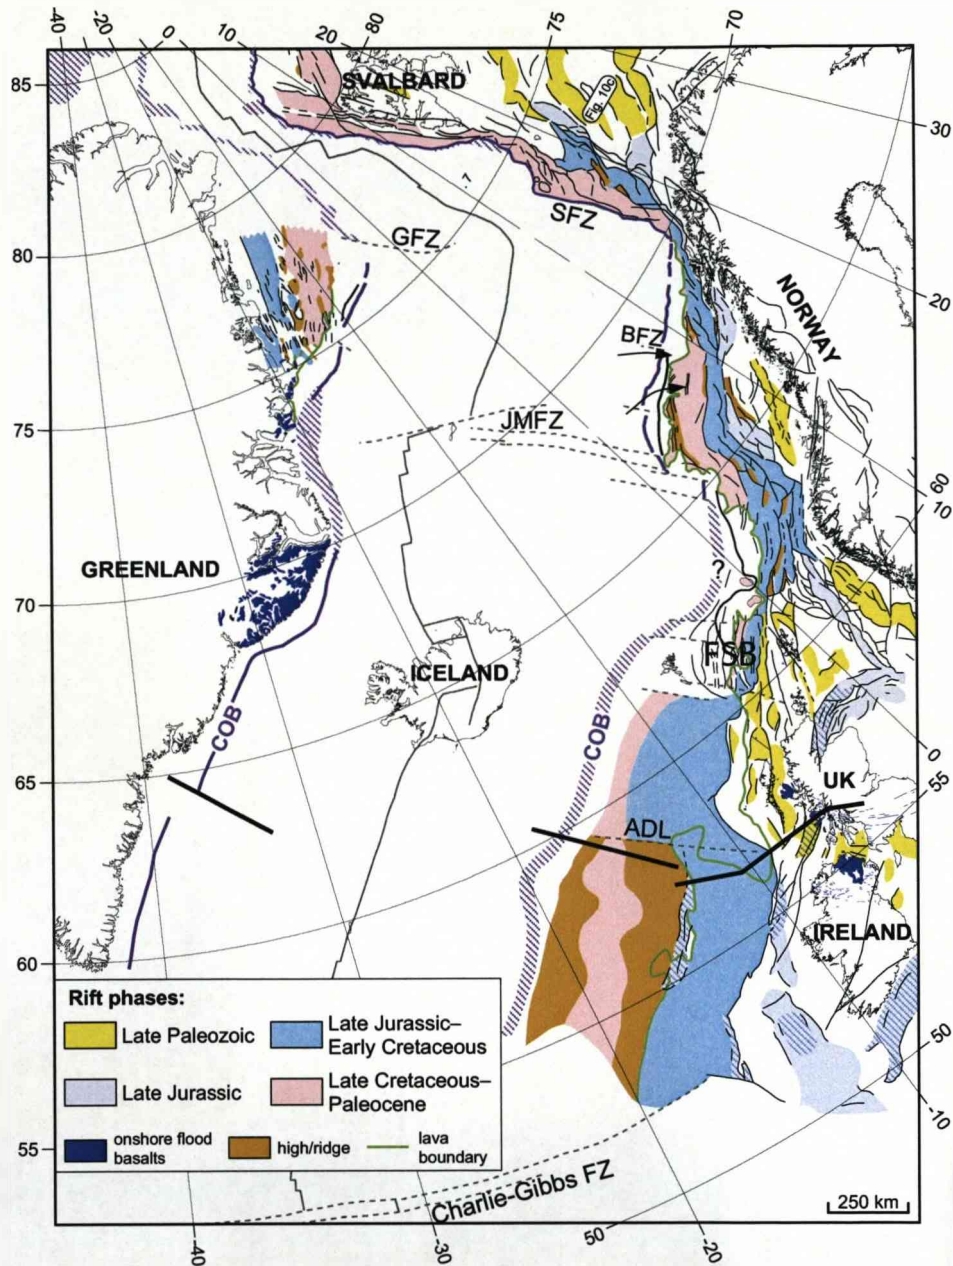 -40
-20
0
10
20
80
70
85
SVALBARD
Fig. 10c
30
?
SFZ
GFZ
80
NORWAY
20
BFZ
75
JMFZ
60
10
GREENLAND
?
70
FSB
ICELAND
COB
COB
0
55
UK
65
ADL
IRELAND
60
Rift phases:
Late Paleozoic
Late Jurassic–
Early Cretaceous
Late Jurassic
Late Cretaceous–
Paleocene
onshore flood
basalts
high/ridge
lava
boundary
50
-10
55
Charlie-Gibbs FZ
250 km
-40
-30
50
-20
75